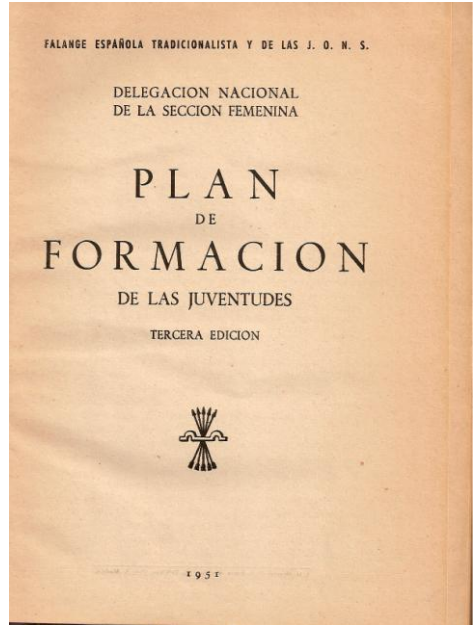 FALANGE ESPAÑOLA TRADICIONALISTA Y DE LAS J. O. N. S.
DELEGACION NACIONAL
DE LA SECCION FEMENINA
PLAN
DE
FORMACION
DE LAS JUVENTUDES
TERCERA EDICION
1951